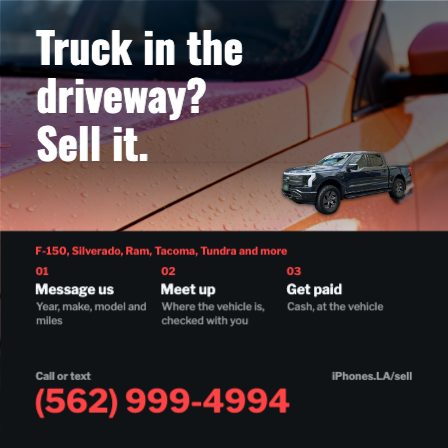 Truck in the
driveway?
Sell it.
F-150, Silverado, Ram, Tacoma, Tundra and more
01
Message us
Year, make, model and
miles
02
Meet up
Where the vehicle is,
checked with you
03
Get paid
Cash, at the vehicle
Call or text
iPhones.LA/sell
(562) 999-4994